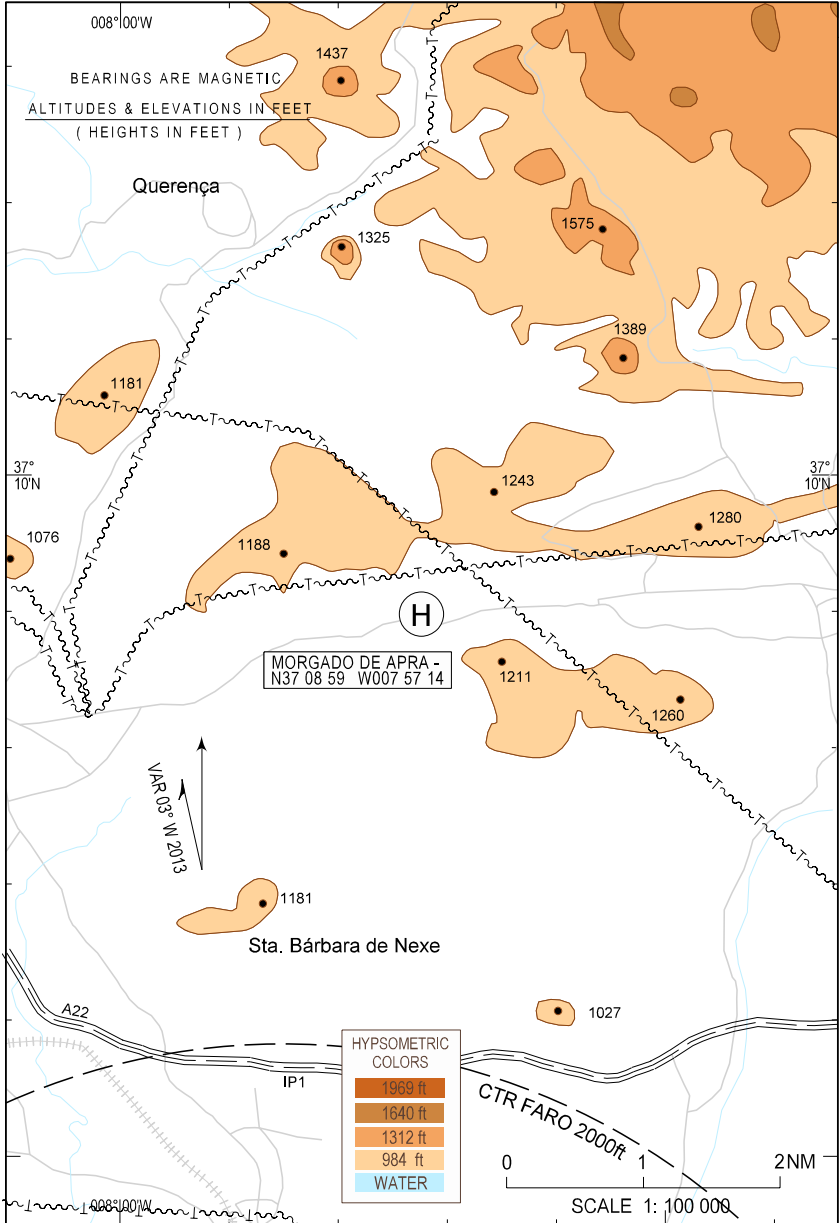 008°00'W
1437
BEARINGS ARE MAGNETIC
ALTITUDES & ELEVATIONS IN FEET
( HEIGHTS IN FEET )
Querença
1325
1575
1389
1181
37°
10'N
37°
10'N
1243
1280
1076
1188
H
MORGADO DE APRA -
N37 08 59 W007 57 14
1211
1260
VAR 03° W 2013
1181
Sta. Bárbara de Nexe
1027
A22
IP1
HYPSOMETRIC
COLORS
1969 ft
1640 ft
1312 ft
984 ft
WATER
CTR FARO 2000ft
0 1 2NM
SCALE 1: 100 000
008°00'W